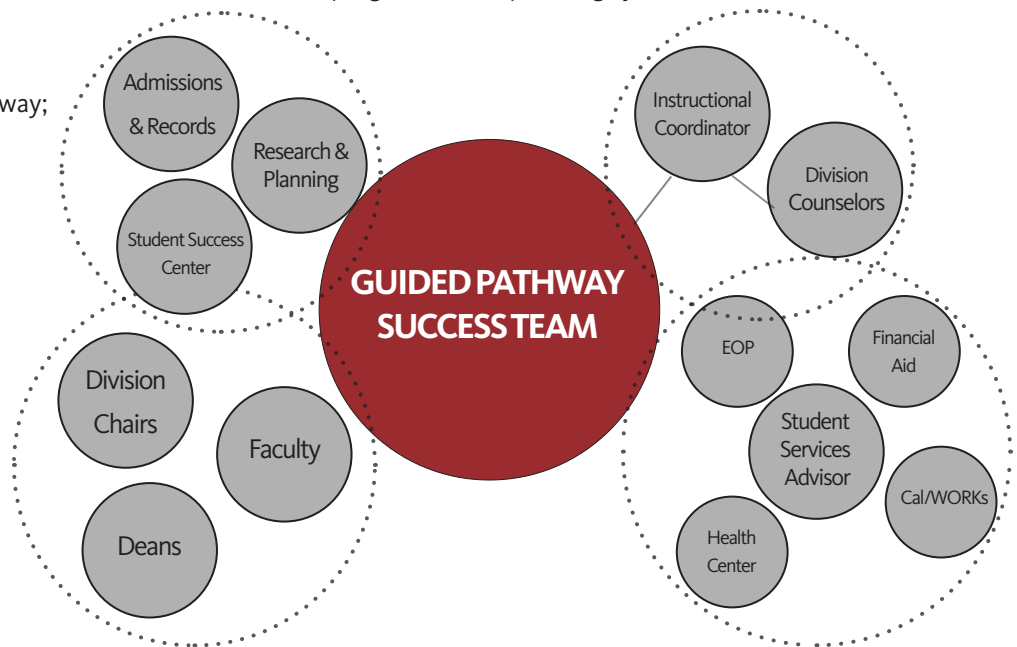 way;
Admissions
& Records
Research &
Planning
Student Success
Center
Instructional
Coordinator
Division
Counselors
GUIDED PATHWAY
SUCCESS TEAM
Division
Chairs
Faculty
Deans
EOP
Financial
Aid
Student
Services
Advisor
Cal/WORKs
Health
Center